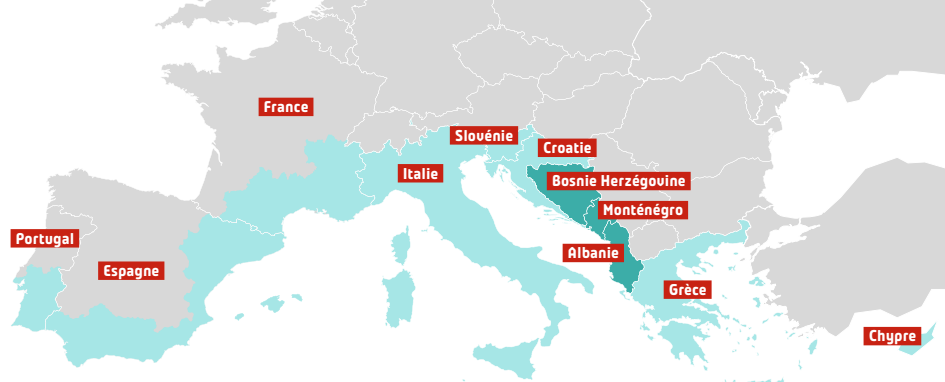 France
Slovénie
Croatie
Italie
Bosnie Herzégovine
Monténégro
Portugal
Albanie
Espagne
Grèce
Chypre